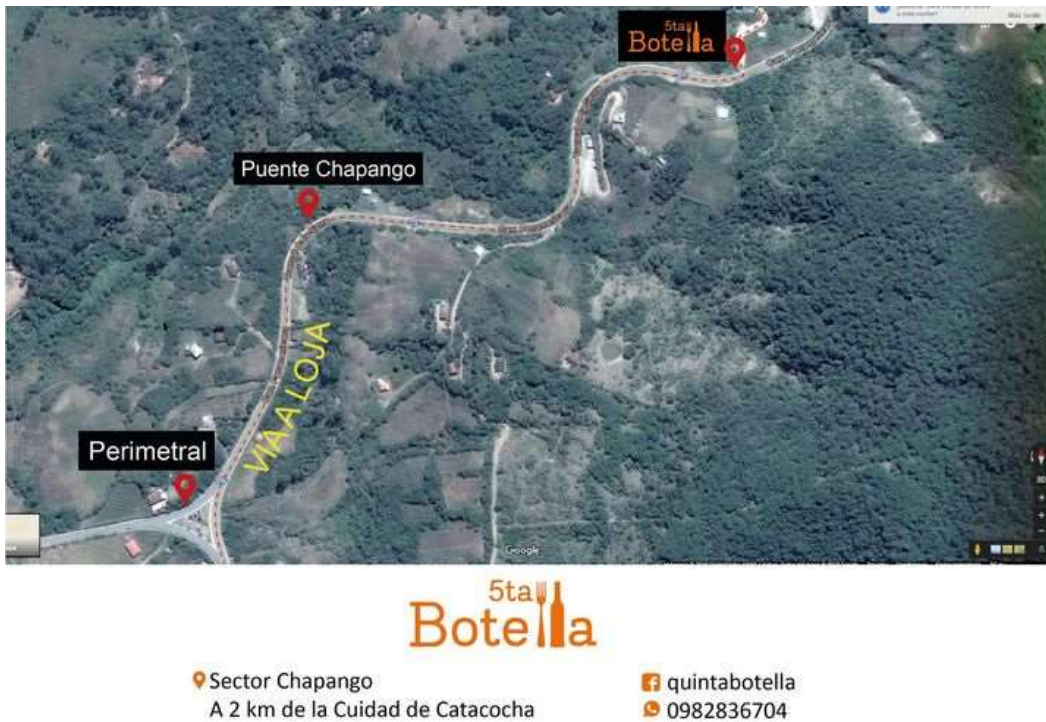 5ta
Botella
Puente Chapango
VIA A LOJA
Perimetral
Google
5ta
Botella
Sector Chapango
A 2 km de la Cuidad de Catacocha
quintabotella
0982836704